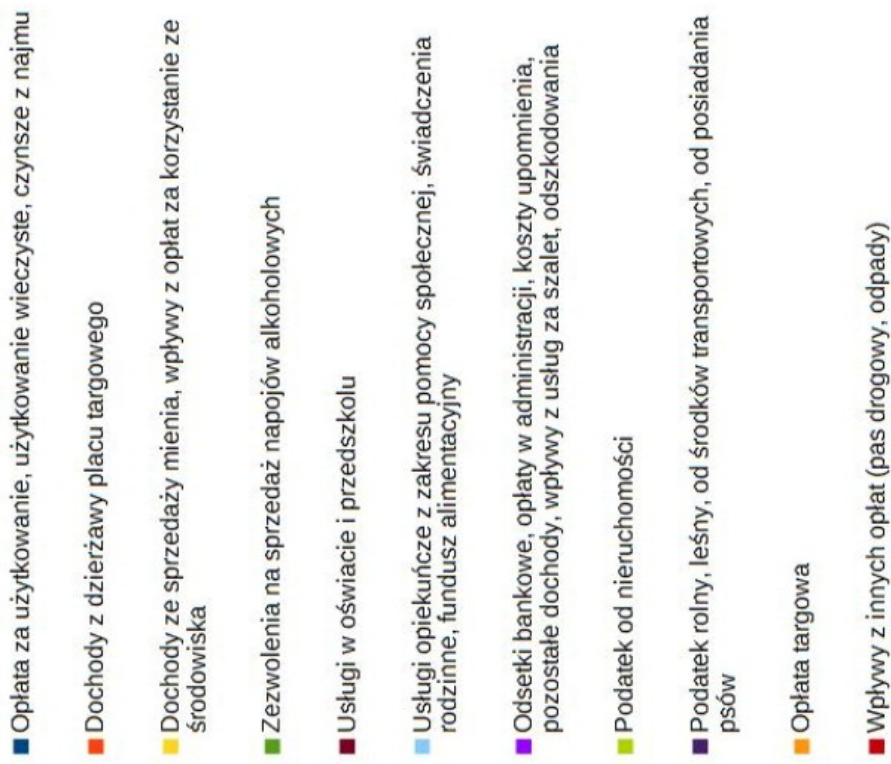 Opłata za użytkowanie, użytkowanie wieczyste, czynsze z najmu
Dochody z dzierżawy placu targowego
Dochody ze sprzedaży mienia, wpływy z opłat za korzystanie ze
środowiska
Zezwolenia na sprzedaż napojów alkoholowych
Usługi w oświacie i przedszkolu
Usługi opiekuńcze z zakresu pomocy społecznej, świadczenia
rodzinne, fundusz alimentacyjny
Odsetki bankowe, opłaty w administracji, koszty upomnienia,
pozostałe dochody, wpływy z usług za szalet, odszkodowania
Podatek od nieruchomości
Podatek rolny, leśny, od środków transportowych, od posiadania
psów
Opłata targowa
Wpływy z innych opłat (pas drogowy, odpady)